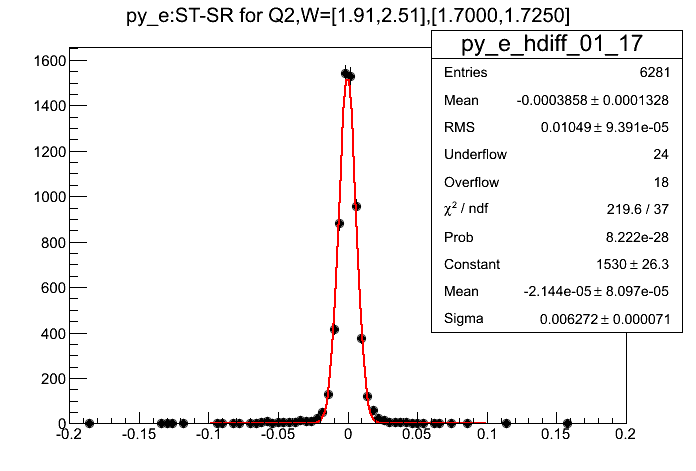 py_e:ST-SR for Q2,W=[1.91,2.51],[1.7000,1.7250]
py_e_hdiff_01_17
Entries 6281
Mean -0.0003858 ± 0.0001328
RMS 0.01049 ± 9.391e-05
Underflow 24
Overflow 18
χ² / ndf 219.6 / 37
Prob 8.222e-28
Constant 1530 ± 26.3
Mean -2.144e-05 ± 8.097e-05
Sigma 0.006272 ± 0.000071
1600
1400
1200
1000
800
600
400
200
0
-0.2 -0.15 -0.1 -0.05 0 0.05 0.1 0.15 0.2